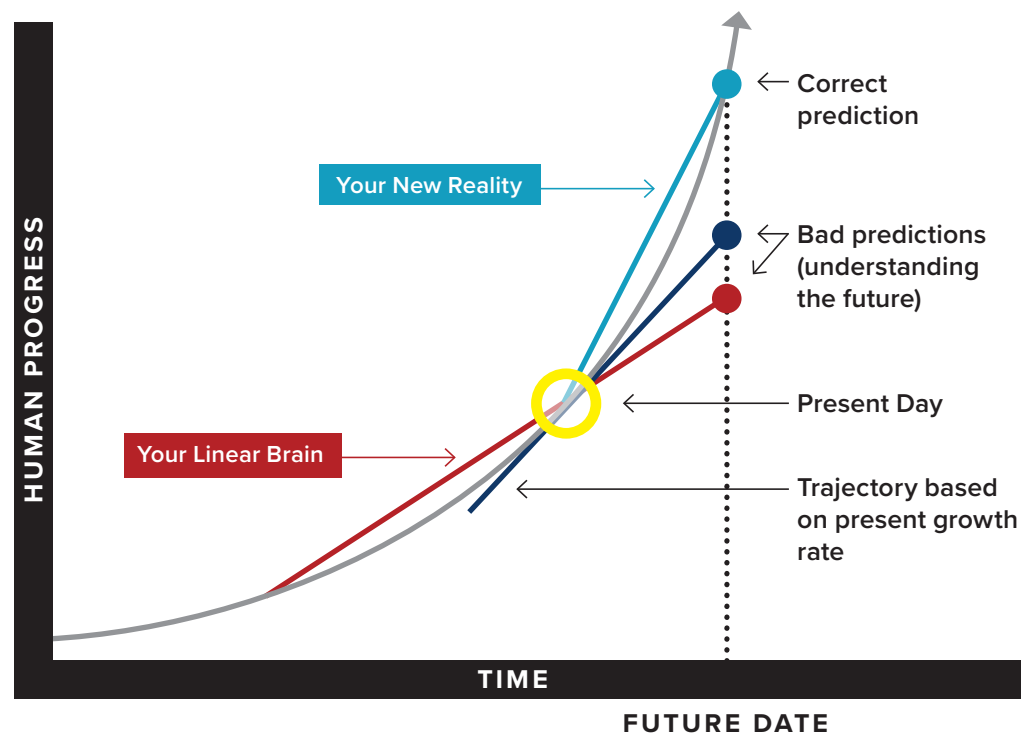 Correct
prediction
Your New Reality
Bad predictions
(understanding
the future)
Present Day
Your Linear Brain
Trajectory based
on present growth
rate
HUMAN PROGRESS
TIME
FUTURE DATE